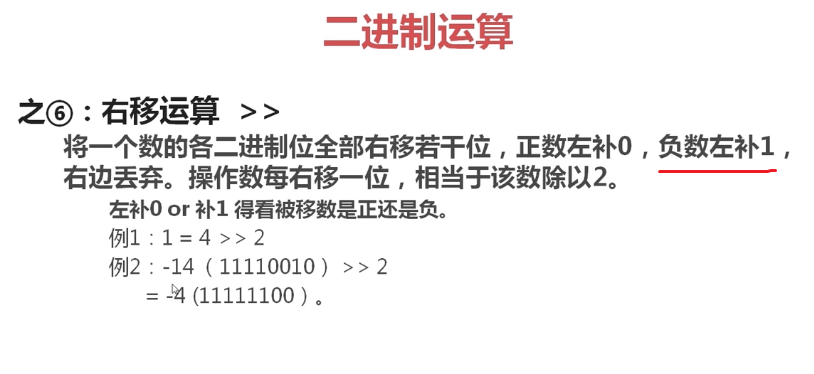 二进制运算
之⑥：右移运算 >>
将一个数的各二进制位全部右移若干位，正数左补0，负数左补1，
右边丢弃。操作数每右移一位，相当于该数除以2。
左补0 or 补1 得看被移数是正还是负。
例1：1 = 4 >> 2
例2：-14（11110010）>> 2
= -4 (11111100）。